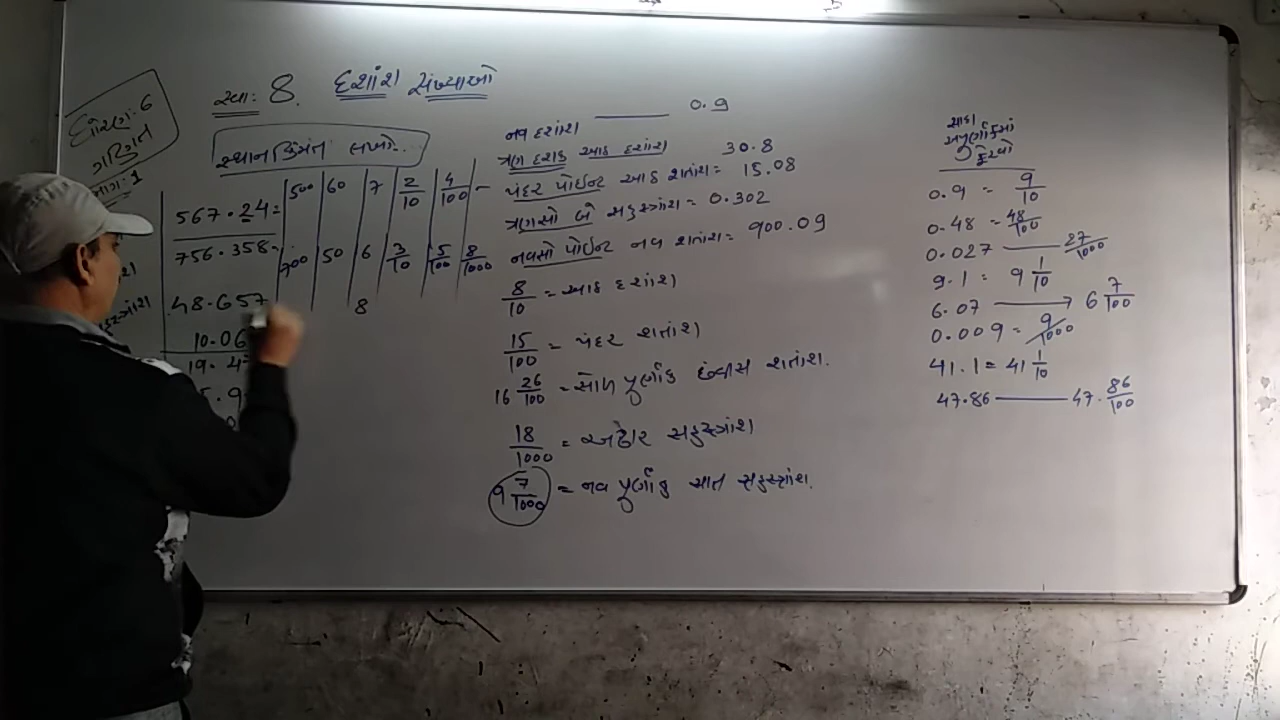 ધોરણ: 6
ગણિત
ભાગ: 1
સ્વા: 8. દશાંશ સંખ્યાઓ
સ્થાનકિંમત લખો..
567.24 = 500 60 7 2/10 4/100 -
756.358 = 700 50 6 3/10 5/100 8/1000
48.657 8
10.06
19.4
નવ દશાંશ —— 0.9
ત્રણ દશક આઠ દશાંશ 30.8
પંદર પોઈન્ટ આઠ શતાંશ = 15.08
ત્રણસો બે સહસ્ત્રાંશ = 0.302
નવસો પોઈન્ટ નવ શતાંશ = 900.09
8/10 = આઠ દશાંશ
15/100 = પંદર શતાંશ
16 26/100 = સોળ પૂર્ણાંક છવ્વીસ શતાંશ.
18/1000 = અઢાર સહસ્ત્રાંશ
9 7/1000 = નવ પૂર્ણાંક સાત સહસ્ત્રાંશ.
સાદા
અપૂર્ણાંકમાં
ફેરવો
0.9 = 9/10
0.48 = 48/100
0.027 —— 27/1000
9.1 = 9 1/10
6.07 ——→ 6 7/100
0.009 = 9/1000
41.1 = 41 1/10
47.86 —— 47. 86/100